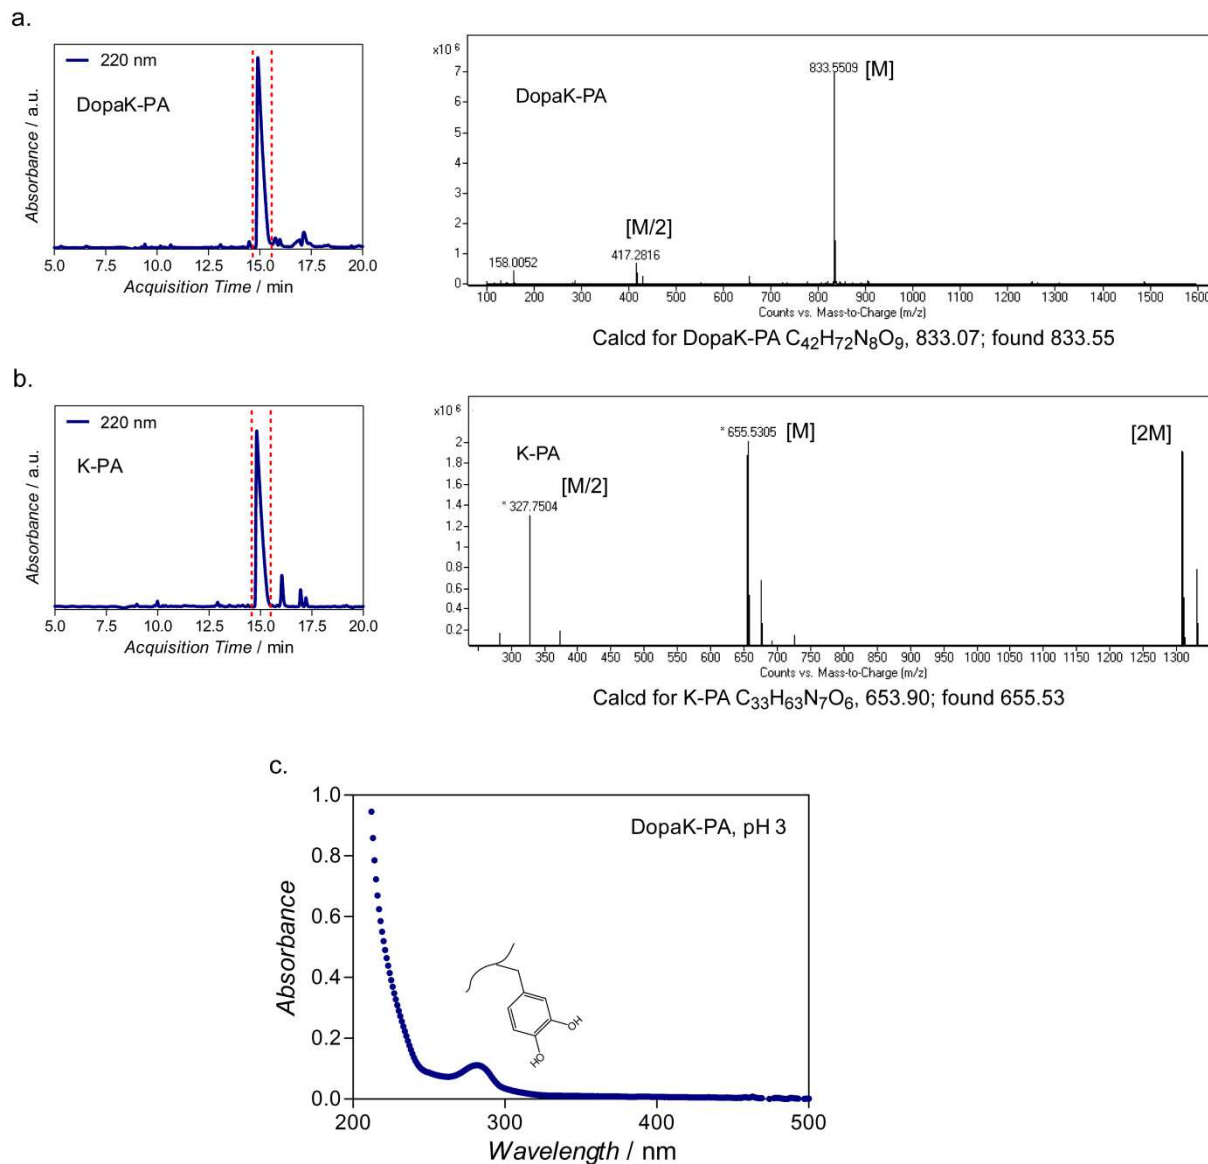 a.
220 nm
DopaK-PA
Absorbance / a.u.
5.0 7.5 10.0 12.5 15.0 17.5 20.0
Acquisition Time / min
x10 6
7
6
5
4
3
2
1
0
DopaK-PA
833.5509 [M]
[M/2]
417.2816
158.0052
100 200 300 400 500 600 700 800 900 1000 1100 1200 1300 1400 1500 1600
Counts vs. Mass-to-Charge (m/z)
Calcd for DopaK-PA C42H72N8O9, 833.07; found 833.55
b.
220 nm
K-PA
Absorbance / a.u.
5.0 7.5 10.0 12.5 15.0 17.5 20.0
Acquisition Time / min
x10 6
2
1.8
1.6
1.4
1.2
1
0.8
0.6
0.4
0.2
K-PA
* 655.5305 [M]
[2M]
[M/2]
* 327.7504
300 350 400 450 500 550 600 650 700 750 800 850 900 950 1000 1050 1100 1150 1200 1250 1300
Counts vs. Mass-to-Charge (m/z)
Calcd for K-PA C33H63N7O6, 653.90; found 655.53
c.
DopaK-PA, pH 3
Absorbance
1.0
0.8
0.6
0.4
0.2
0.0
OH
HO
200 300 400 500
Wavelength / nm